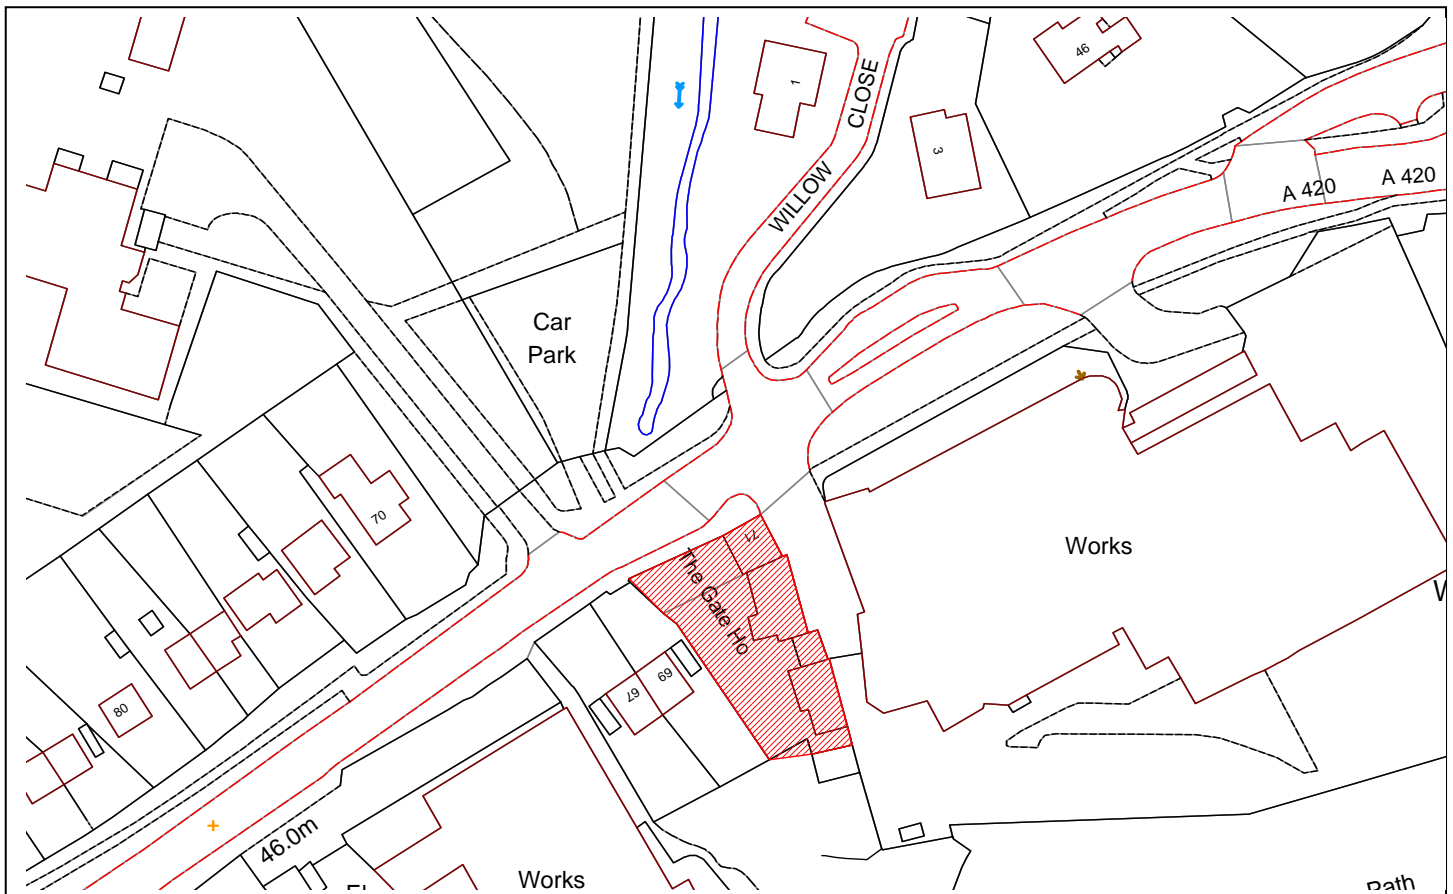 46
1
CLOSE
3
WILLOW
A 420
A 420
Car
Park
70
71
Works
The Gate Ho
69
67
80
46.0m
Works
Path